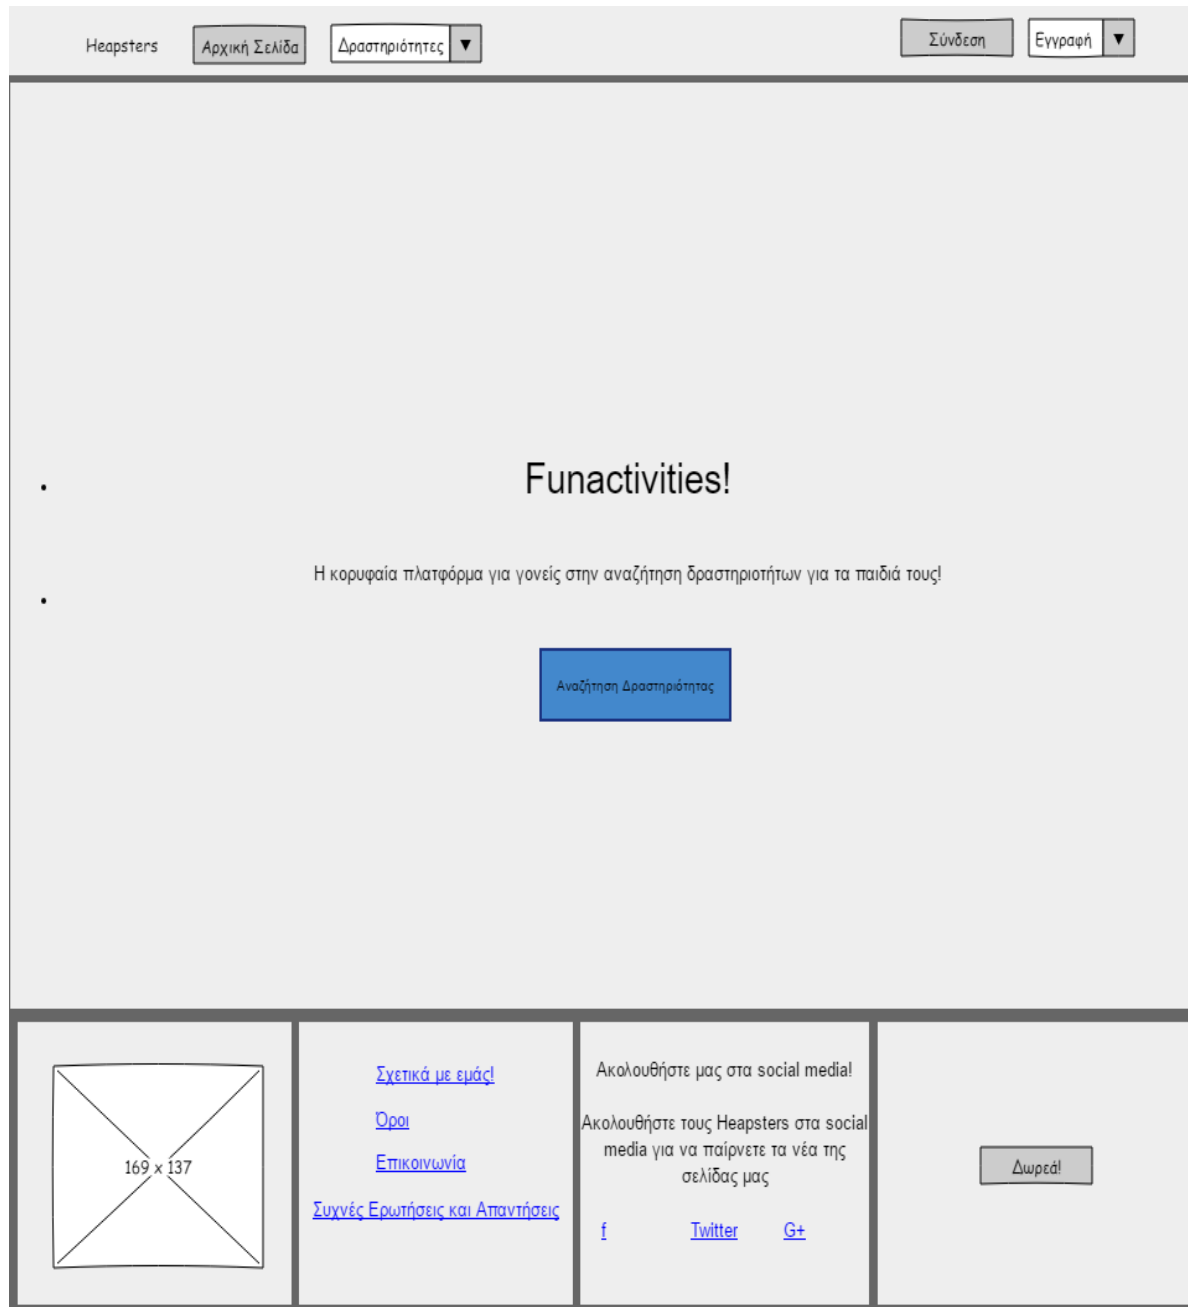 Heapsters
Αρχική Σελίδα
Δραστηριότητες ▼
Σύνδεση
Εγγραφή ▼
Funactivities!
Η κορυφαία πλατφόρμα για γονείς στην αναζήτηση δραστηριοτήτων για τα παιδιά τους!
Αναζήτηση Δραστηριότητας
169 x 137
Σχετικά με εμάς!
Όροι
Επικοινωνία
Συχνές Ερωτήσεις και Απαντήσεις
Ακολουθήστε μας στα social media!
Ακολουθήστε τους Heapsters στα social
media για να παίρνετε τα νέα της
σελίδας μας
f Twitter G+
Δωρεά!